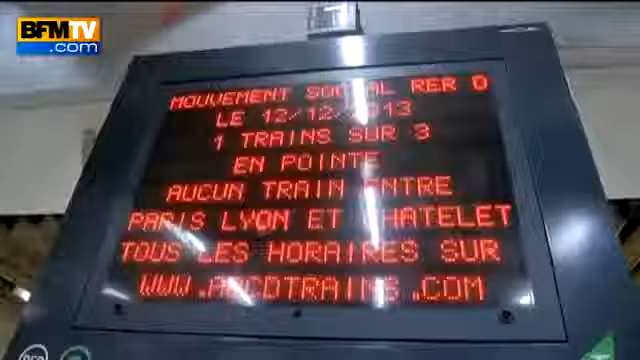 BFMTV
.com
MOUVEMENT SOCIAL RER D
LE 12/12/2013
1 TRAINS SUR 3
EN POINTE
AUCUN TRAIN ENTRE
PARIS LYON ET CHATELET
TOUS LES HORAIRES SUR
WWW.ABCDTRAINS.COM